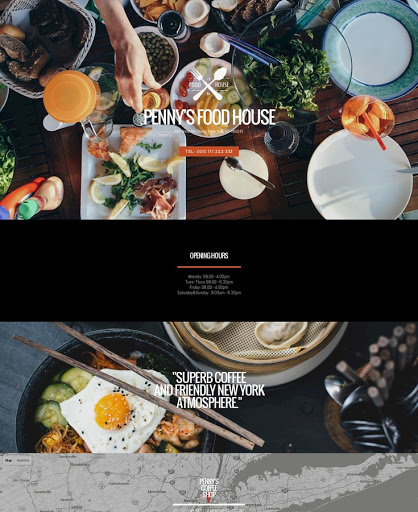 FOOD HOUSE
PENNY'S FOOD HOUSE
TEL: 000 111 222 333
OPENING HOURS
Monday: 08:00 - 4:00pm
Tues- Thurs 08:00 - 6:30pm
Friday: 08:00 - 4:00pm
Saturday&Sunday : 9:00am - 6:30pm
"SUPERB COFFEE
AND FRIENDLY NEW YORK
ATMOSPHERE."
Map
PENNY'S
COFFEE
SHOP